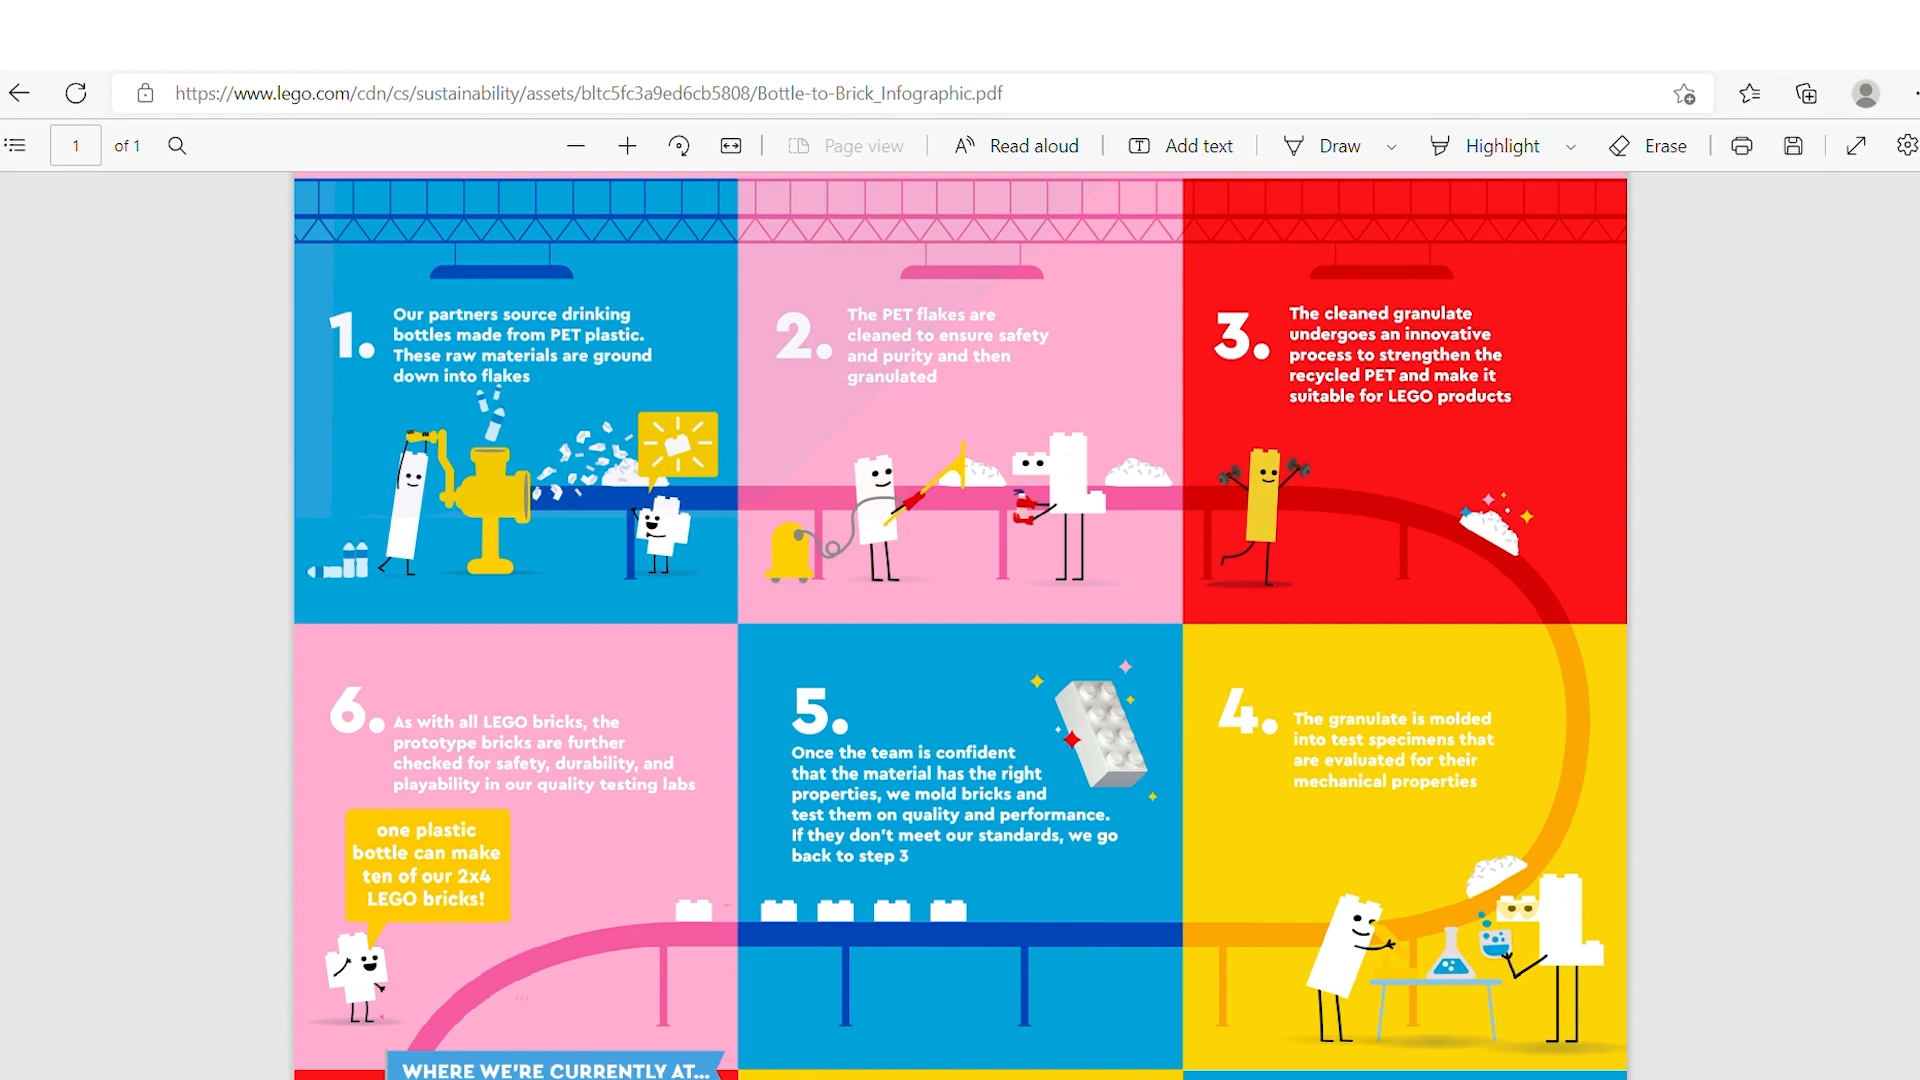 https://www.lego.com/cdn/cs/sustainability/assets/bltc5fc3a9ed6cb5808/Bottle-to-Brick_Infographic.pdf
1 of 1 Page view Read aloud Add text Draw Highlight Erase
1.
Our partners source drinking
bottles made from PET plastic.
These raw materials are ground
down into flakes
2.
The PET flakes are
cleaned to ensure safety
and purity and then
granulated
3.
The cleaned granulate
undergoes an innovative
process to strengthen the
recycled PET and make it
suitable for LEGO products
6.
As with all LEGO bricks, the
prototype bricks are further
checked for safety, durability, and
playability in our quality testing labs
one plastic
bottle can make
ten of our 2x4
LEGO bricks!
5.
Once the team is confident
that the material has the right
properties, we mold bricks and
test them on quality and performance.
If they don't meet our standards, we go
back to step 3
4.
The granulate is molded
into test specimens that
are evaluated for their
mechanical properties
WHERE WE'RE CURRENTLY AT...